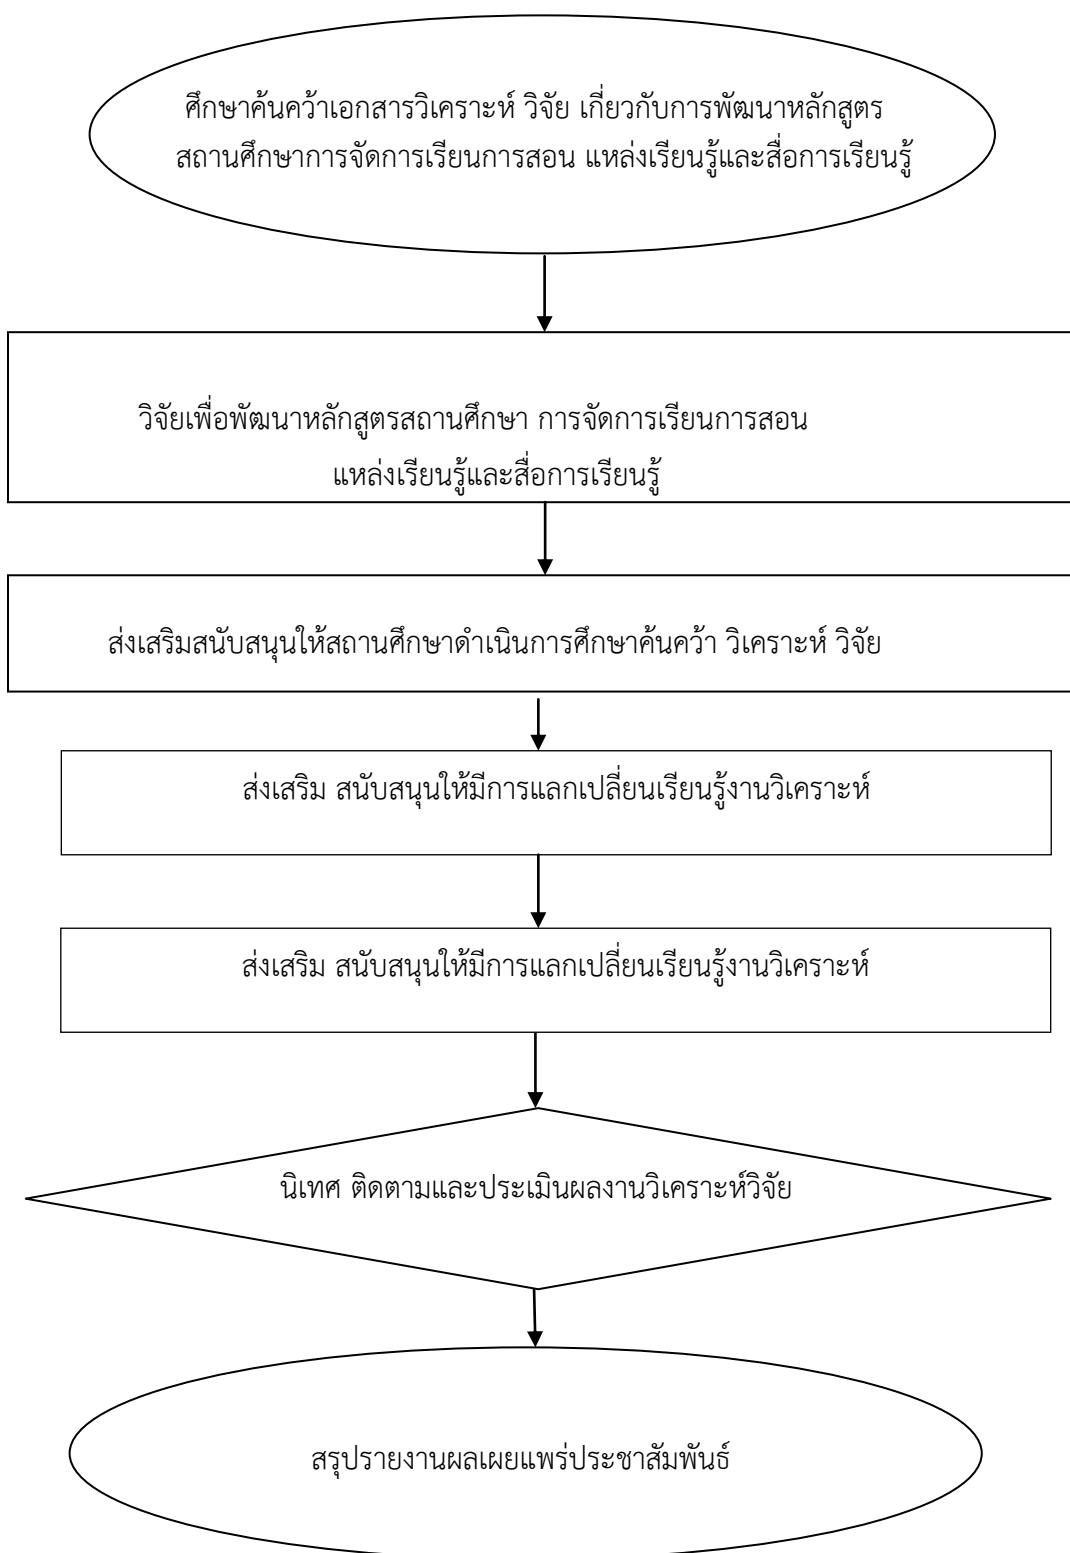 ศึกษาค้นคว้าเอกสารวิเคราะห์ วิจัย เกี่ยวกับการพัฒนาหลักสูตร
สถานศึกษาการจัดการเรียนการสอน แหล่งเรียนรู้และสื่อการเรียนรู้
วิจัยเพื่อพัฒนาหลักสูตรสถานศึกษา การจัดการเรียนการสอน
แหล่งเรียนรู้และสื่อการเรียนรู้
ส่งเสริมสนับสนุนให้สถานศึกษาดำเนินการศึกษาค้นคว้า วิเคราะห์ วิจัย
ส่งเสริม สนับสนุนให้มีการแลกเปลี่ยนเรียนรู้งานวิเคราะห์
ส่งเสริม สนับสนุนให้มีการแลกเปลี่ยนเรียนรู้งานวิเคราะห์
นิเทศ ติดตามและประเมินผลงานวิเคราะห์วิจัย
สรุปรายงานผลเผยแพร่ประชาสัมพันธ์